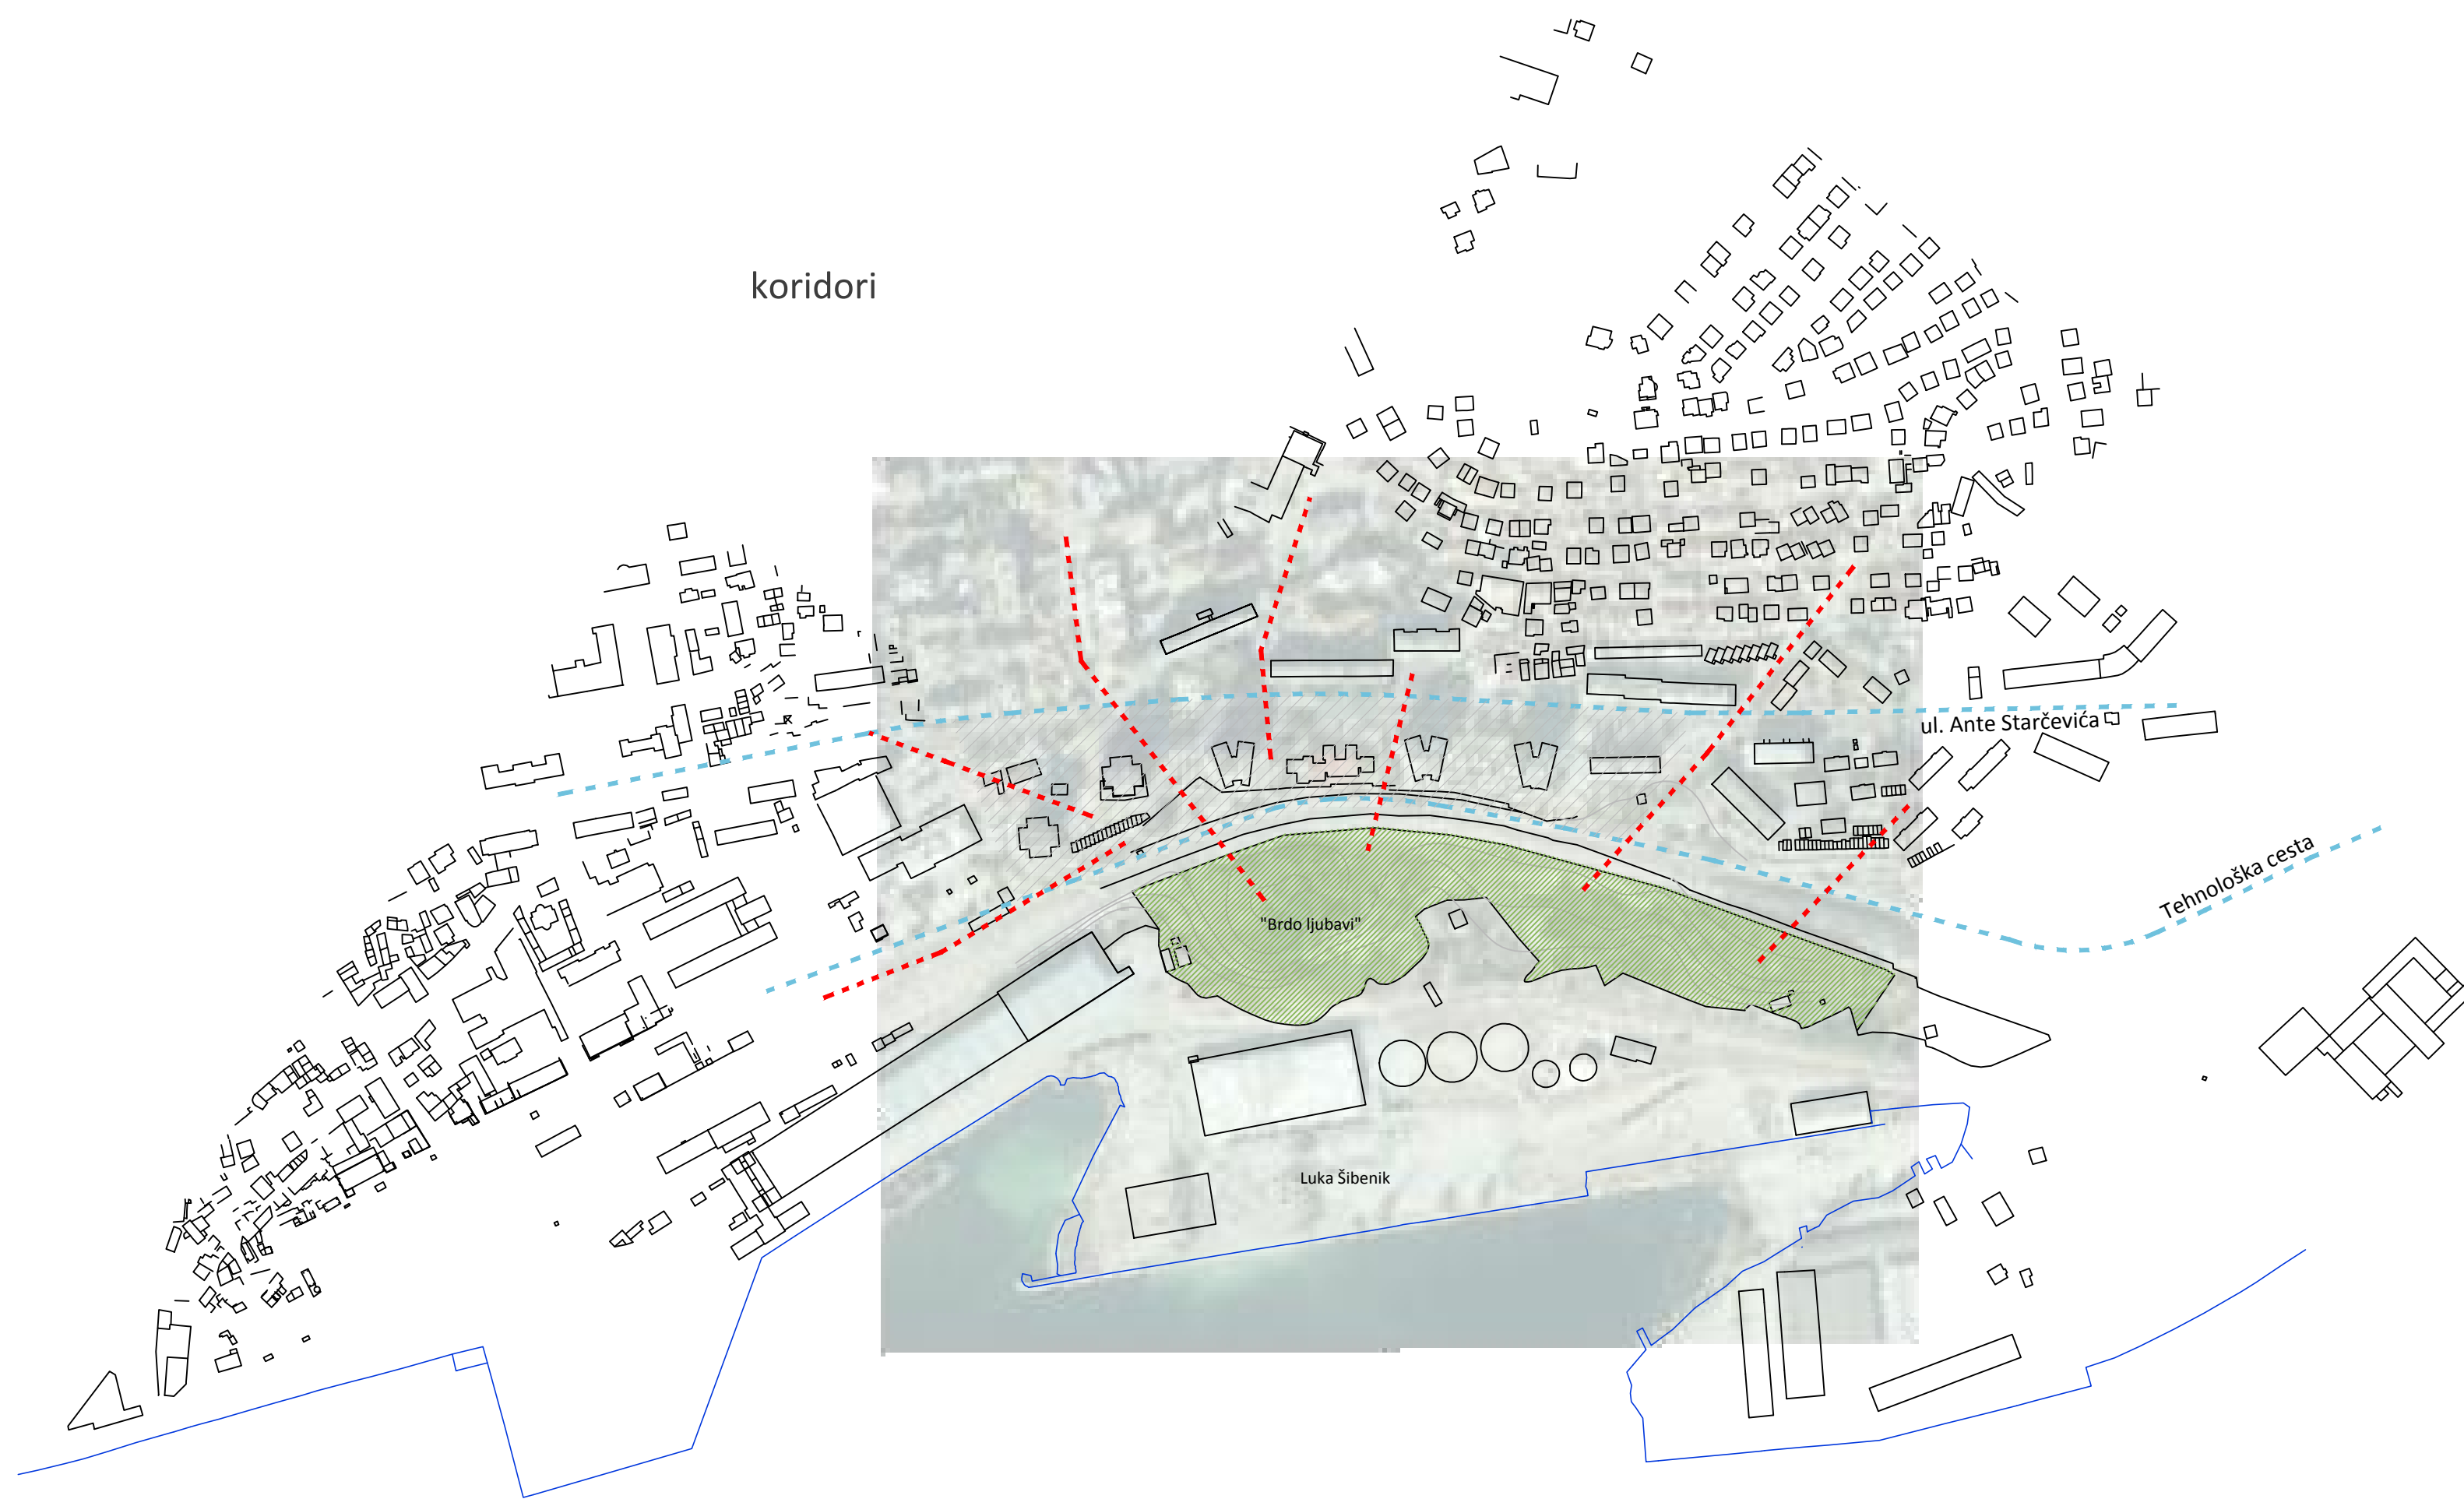 koridori
ul. Ante Starčevića
Tehnološka cesta
"Brdo ljubavi"
Luka Šibenik